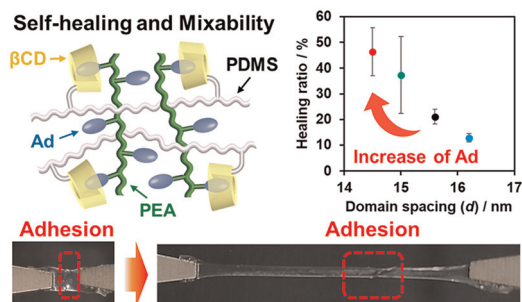 Self-healing and Mixability
βCD
PDMS
Ad
PEA
Healing ratio / %
60
50
40
30
20
10
0
Increase of Ad
14
15
16
17
Domain spacing (d) / nm
Adhesion
Adhesion